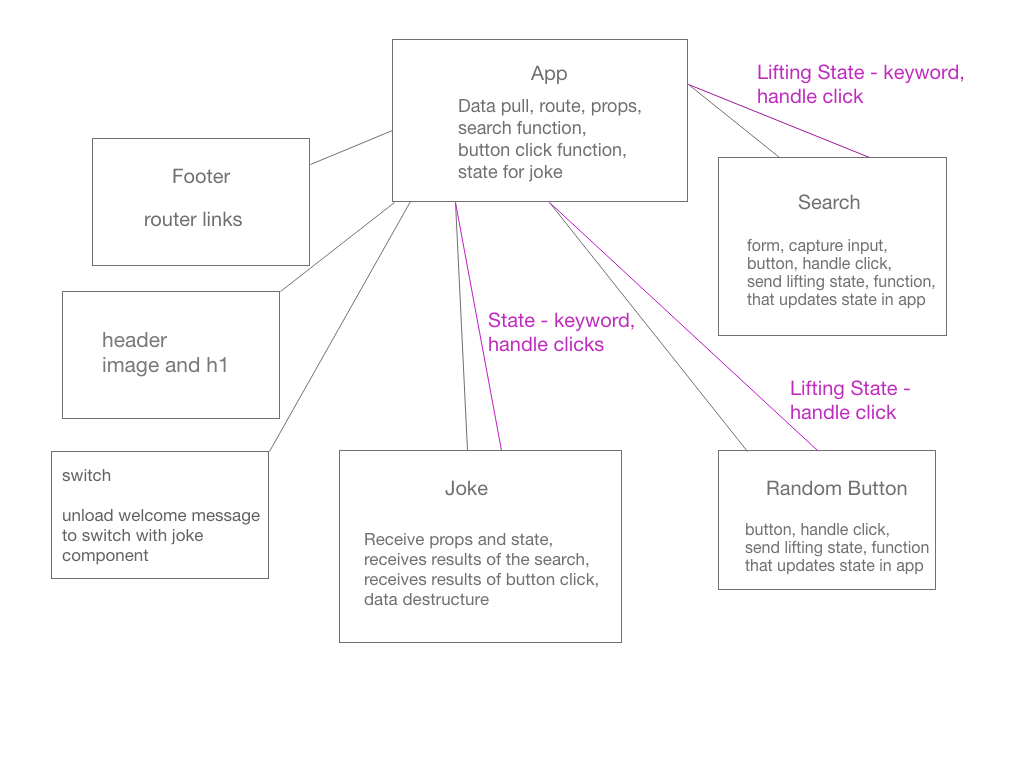 App
Data pull, route, props,
search function,
button click function,
state for joke
Lifting State - keyword,
handle click
Footer
router links
Search
form, capture input,
button, handle click,
send lifting state, function,
that updates state in app
header
image and h1
State - keyword,
handle clicks
Lifting State -
handle click
switch
unload welcome message
to switch with joke
component
Joke
Receive props and state,
receives results of the search,
receives results of button click,
data destructure
Random Button
button, handle click,
send lifting state, function
that updates state in app